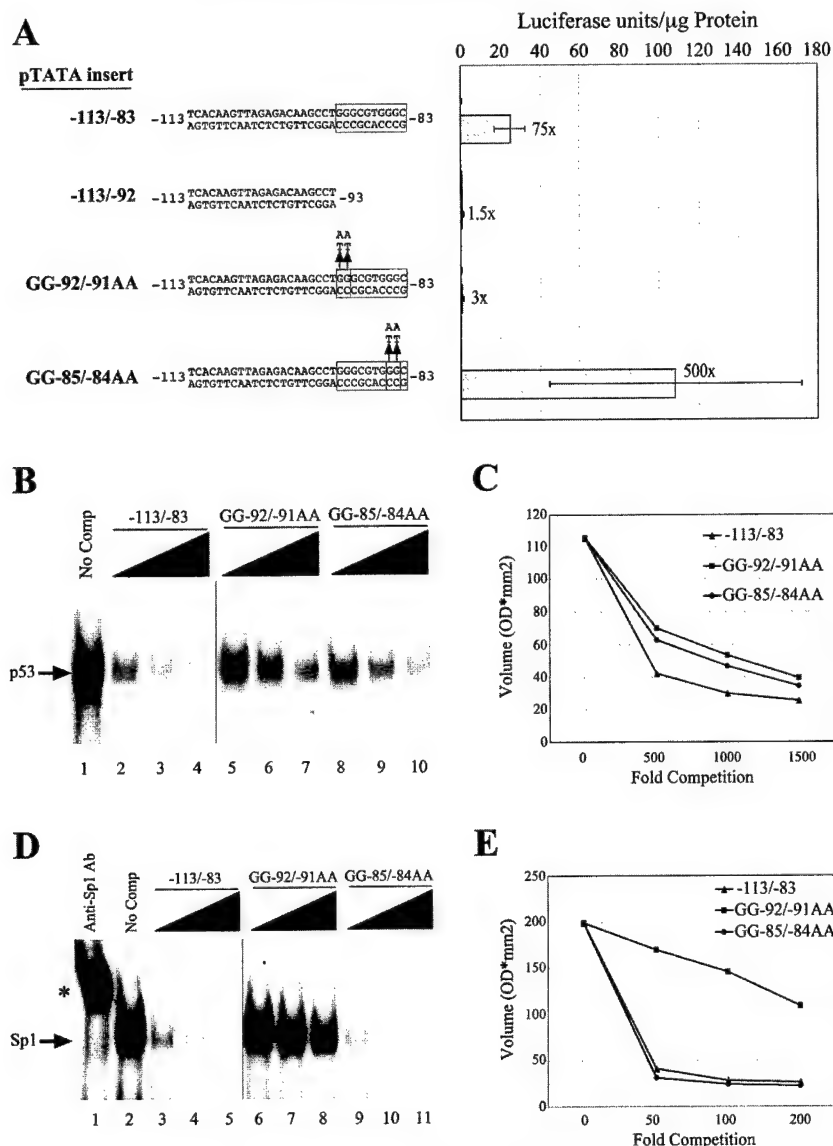 A
Luciferase units/µg Protein
0 20 40 60 80 100 120 140 160 180
pTATA insert
-113/-83
-113
TCACAAGTTAGAGACAAGCCTGGGCGTGGGC
AGTGTTCAATCTCTGTTCGGACCCGCACCCG
-83
75x
-113/-92
-113
TCACAAGTTAGAGACAAGCCT
AGTGTTCAATCTCTGTTCGGA
-93
1.5x
AA
TT
GG-92/-91AA
-113
TCACAAGTTAGAGACAAGCCTGGGCGTGGGC
AGTGTTCAATCTCTGTTCGGACCCGCACCCG
-83
3x
AA
TT
GG-85/-84AA
-113
TCACAAGTTAGAGACAAGCCTGGGCGTGGGC
AGTGTTCAATCTCTGTTCGGACCCGCACCCG
-83
500x
B
No Comp
-113/-83
GG-92/-91AA
GG-85/-84AA
p53
1 2 3 4 5 6 7 8 9 10
C
Volume (OD*mm2)
120
110
80
60
40
20
0
-113/-83
GG-92/-91AA
GG-85/-84AA
0 500 1000 1500
Fold Competition
D
Anti-Sp1 Ab
No Comp
-113/-83
GG-92/-91AA
GG-85/-84AA
*
Sp1
1 2 3 4 5 6 7 8 9 10 11
E
Volume (OD*mm2)
250
200
150
100
50
0
-113/-83
GG-92/-91AA
GG-85/-84AA
0 50 100 200
Fold Competition